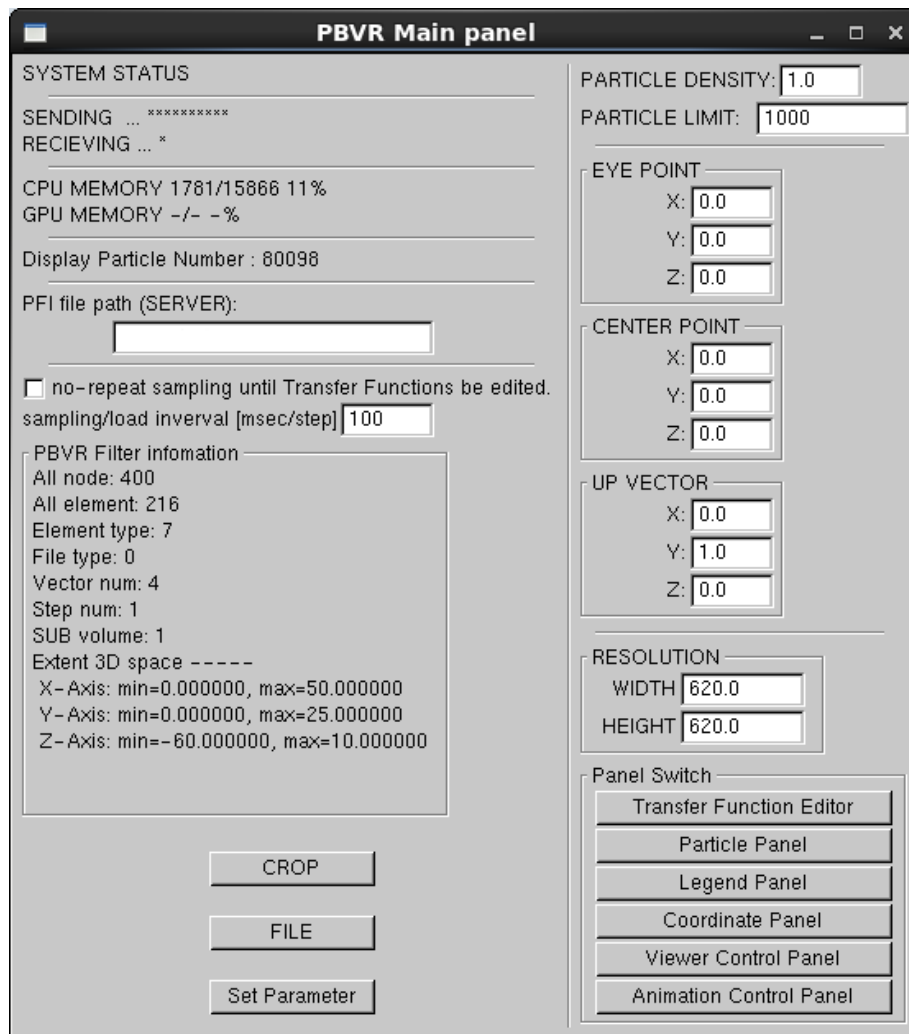 PBVR Main panel
SYSTEM STATUS
SENDING ... **********
RECIEVING ... *
CPU MEMORY 1781/15866 11%
GPU MEMORY -/- -%
Display Particle Number : 80098
PFI file path (SERVER):
no-repeat sampling until Transfer Functions be edited.
sampling/load inverval [msec/step] 100
PBVR Filter infomation
All node: 400
All element: 216
Element type: 7
File type: 0
Vector num: 4
Step num: 1
SUB volume: 1
Extent 3D space -----
X-Axis: min=0.000000, max=50.000000
Y-Axis: min=0.000000, max=25.000000
Z-Axis: min=-60.000000, max=10.000000
CROP
FILE
Set Parameter
PARTICLE DENSITY: 1.0
PARTICLE LIMIT: 1000
EYE POINT
X: 0.0
Y: 0.0
Z: 0.0
CENTER POINT
X: 0.0
Y: 0.0
Z: 0.0
UP VECTOR
X: 0.0
Y: 1.0
Z: 0.0
RESOLUTION
WIDTH 620.0
HEIGHT 620.0
Panel Switch
Transfer Function Editor
Particle Panel
Legend Panel
Coordinate Panel
Viewer Control Panel
Animation Control Panel